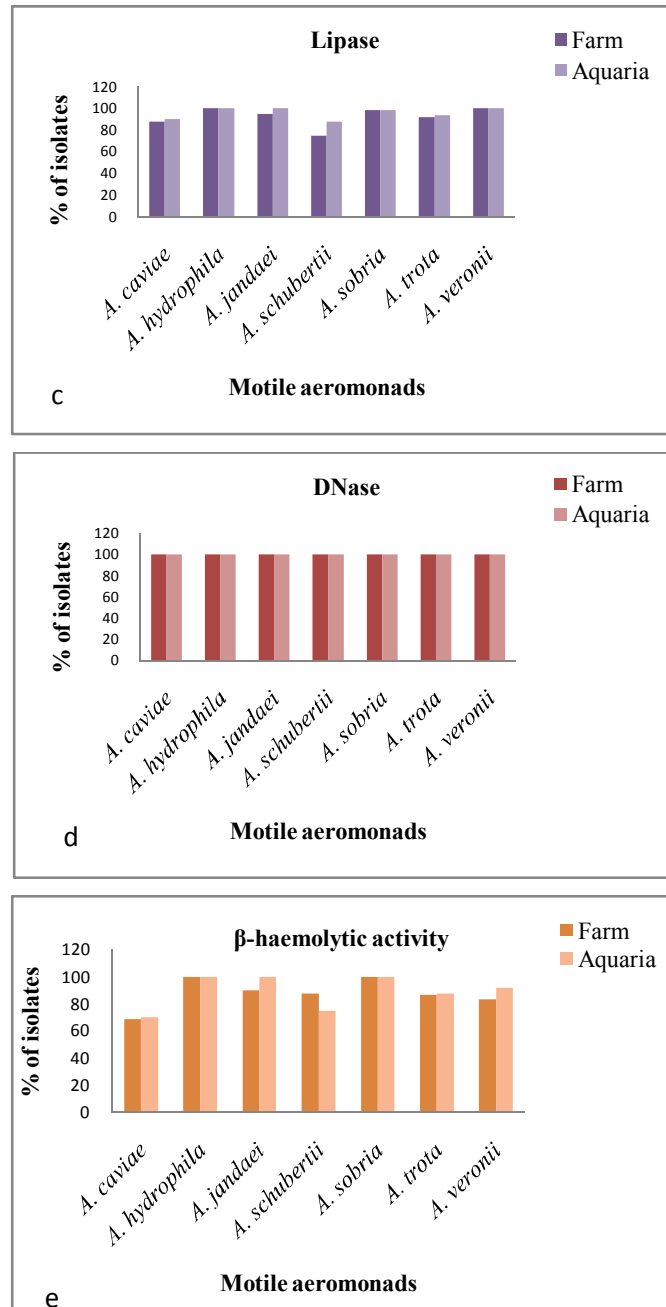 Lipase
Farm
Aquaria
% of isolates
120
100
80
60
40
20
0
A. caviae
A. hydrophila
A. jandaei
A. schubertii
A. sobria
A. trota
A. veronii
Motile aeromonads
c
DNase
Farm
Aquaria
% of isolates
120
100
80
60
40
20
0
A. caviae
A. hydrophila
A. jandaei
A. schubertii
A. sobria
A. trota
A. veronii
Motile aeromonads
d
β-haemolytic activity
Farm
Aquaria
% of isolates
120
100
80
60
40
20
0
A. caviae
A. hydrophila
A. jandaei
A. schubertii
A. sobria
A. trota
A. veronii
Motile aeromonads
e